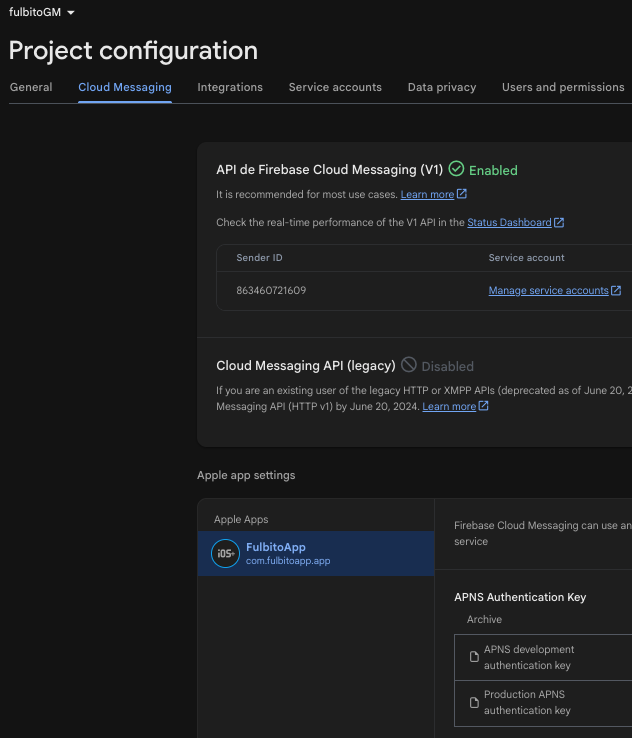 fulbitoGM
Project configuration
General Cloud Messaging Integrations Service accounts Data privacy Users and permissions
API de Firebase Cloud Messaging (V1) Enabled
It is recommended for most use cases. Learn more
Check the real-time performance of the V1 API in the Status Dashboard
Sender ID Service account
863460721609 Manage service accounts
Cloud Messaging API (legacy) Disabled
If you are an existing user of the legacy HTTP or XMPP APIs (deprecated as of June 20, 2
Messaging API (HTTP v1) by June 20, 2024. Learn more
Apple app settings
Apple Apps
iOS+
FulbitoApp
com.fulbitoapp.app
Firebase Cloud Messaging can use an
service
APNS Authentication Key
Archive
APNS development
authentication key
Production APNS
authentication key